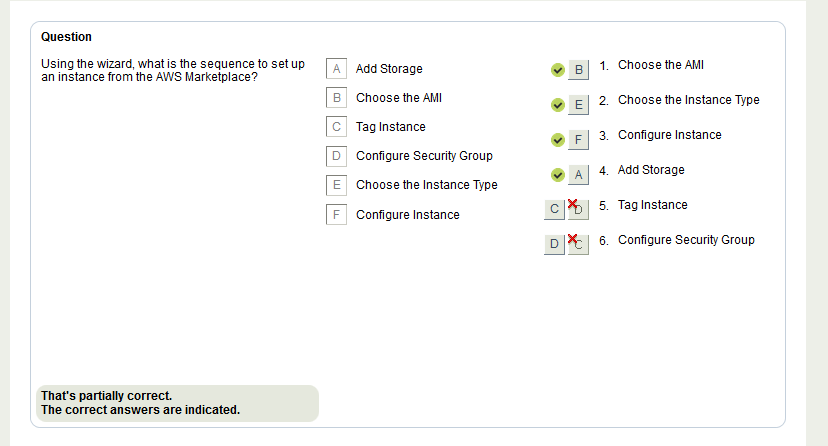 Question
Using the wizard, what is the sequence to set up
an instance from the AWS Marketplace?
A Add Storage
B Choose the AMI
C Tag Instance
D Configure Security Group
E Choose the Instance Type
F Configure Instance
B 1. Choose the AMI
E 2. Choose the Instance Type
F 3. Configure Instance
A 4. Add Storage
C D 5. Tag Instance
D C 6. Configure Security Group
That's partially correct.
The correct answers are indicated.